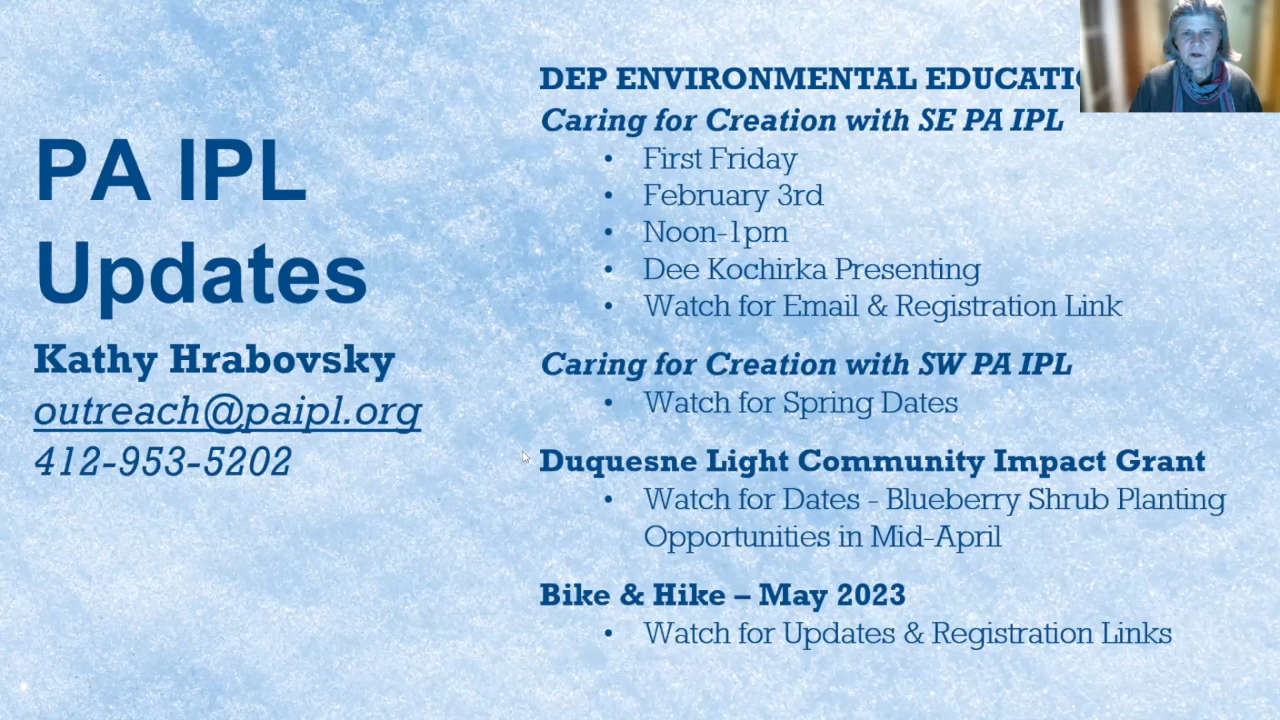 PA IPL
Updates
Kathy Hrabovsky
outreach@paipl.org
412-953-5202
DEP ENVIRONMENTAL
Caring for Creation with SE PA IPL
• First Friday
• February 3rd
• Noon-1pm
• Dee Kochirka Presenting
• Watch for Email & Registration Link
Caring for Creation with SW PA IPL
• Watch for Spring Dates
Duquesne Light Community Impact Grant
• Watch for Dates - Blueberry Shrub Planting
Opportunities in Mid-April
Bike & Hike – May 2023
• Watch for Updates & Registration Links